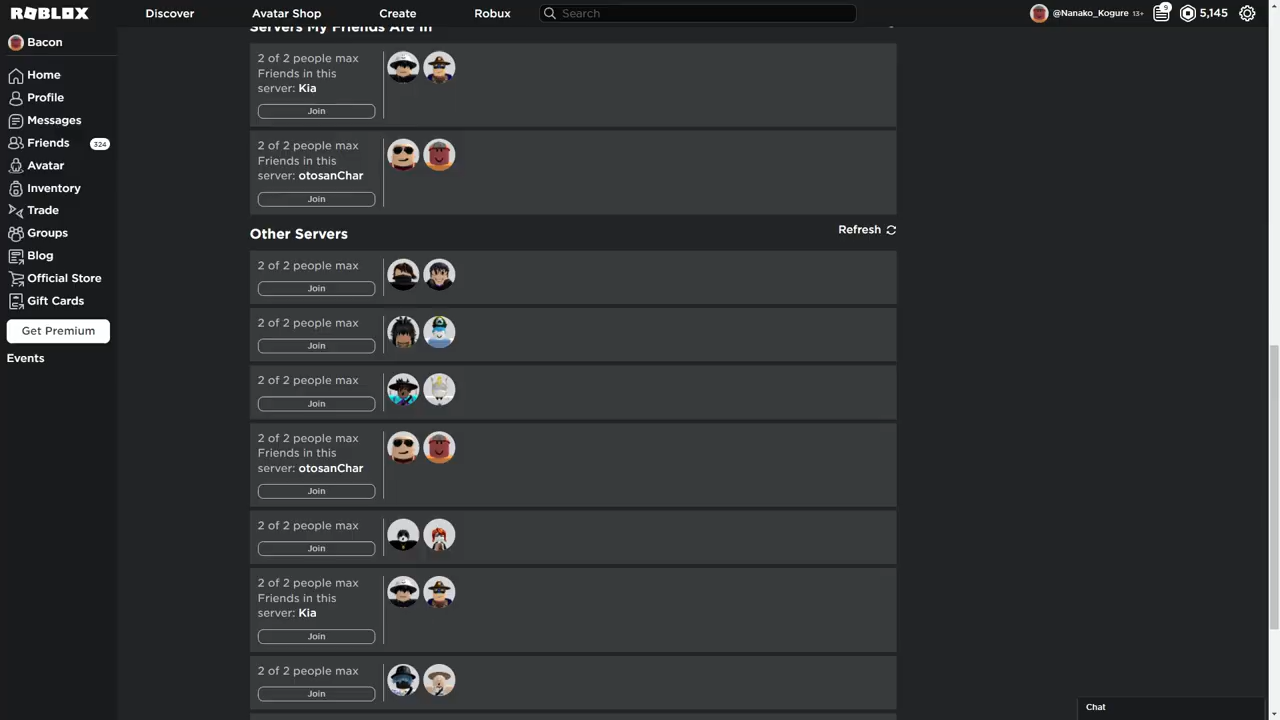 ROBLOX
Discover
Avatar Shop
Create
Robux
Search
@Nanako_Kogure 13+
9
5,145
Bacon
Home
Profile
Messages
Friends 324
Avatar
Inventory
Trade
Groups
Blog
Official Store
Gift Cards
Get Premium
Events
Servers My Friends Are In
2 of 2 people max
Friends in this
server: Kia
Join
2 of 2 people max
Friends in this
server: otosanChar
Join
Other Servers
Refresh
2 of 2 people max
Join
2 of 2 people max
Join
2 of 2 people max
Join
2 of 2 people max
Friends in this
server: otosanChar
Join
2 of 2 people max
Join
2 of 2 people max
Friends in this
server: Kia
Join
2 of 2 people max
Join
Chat